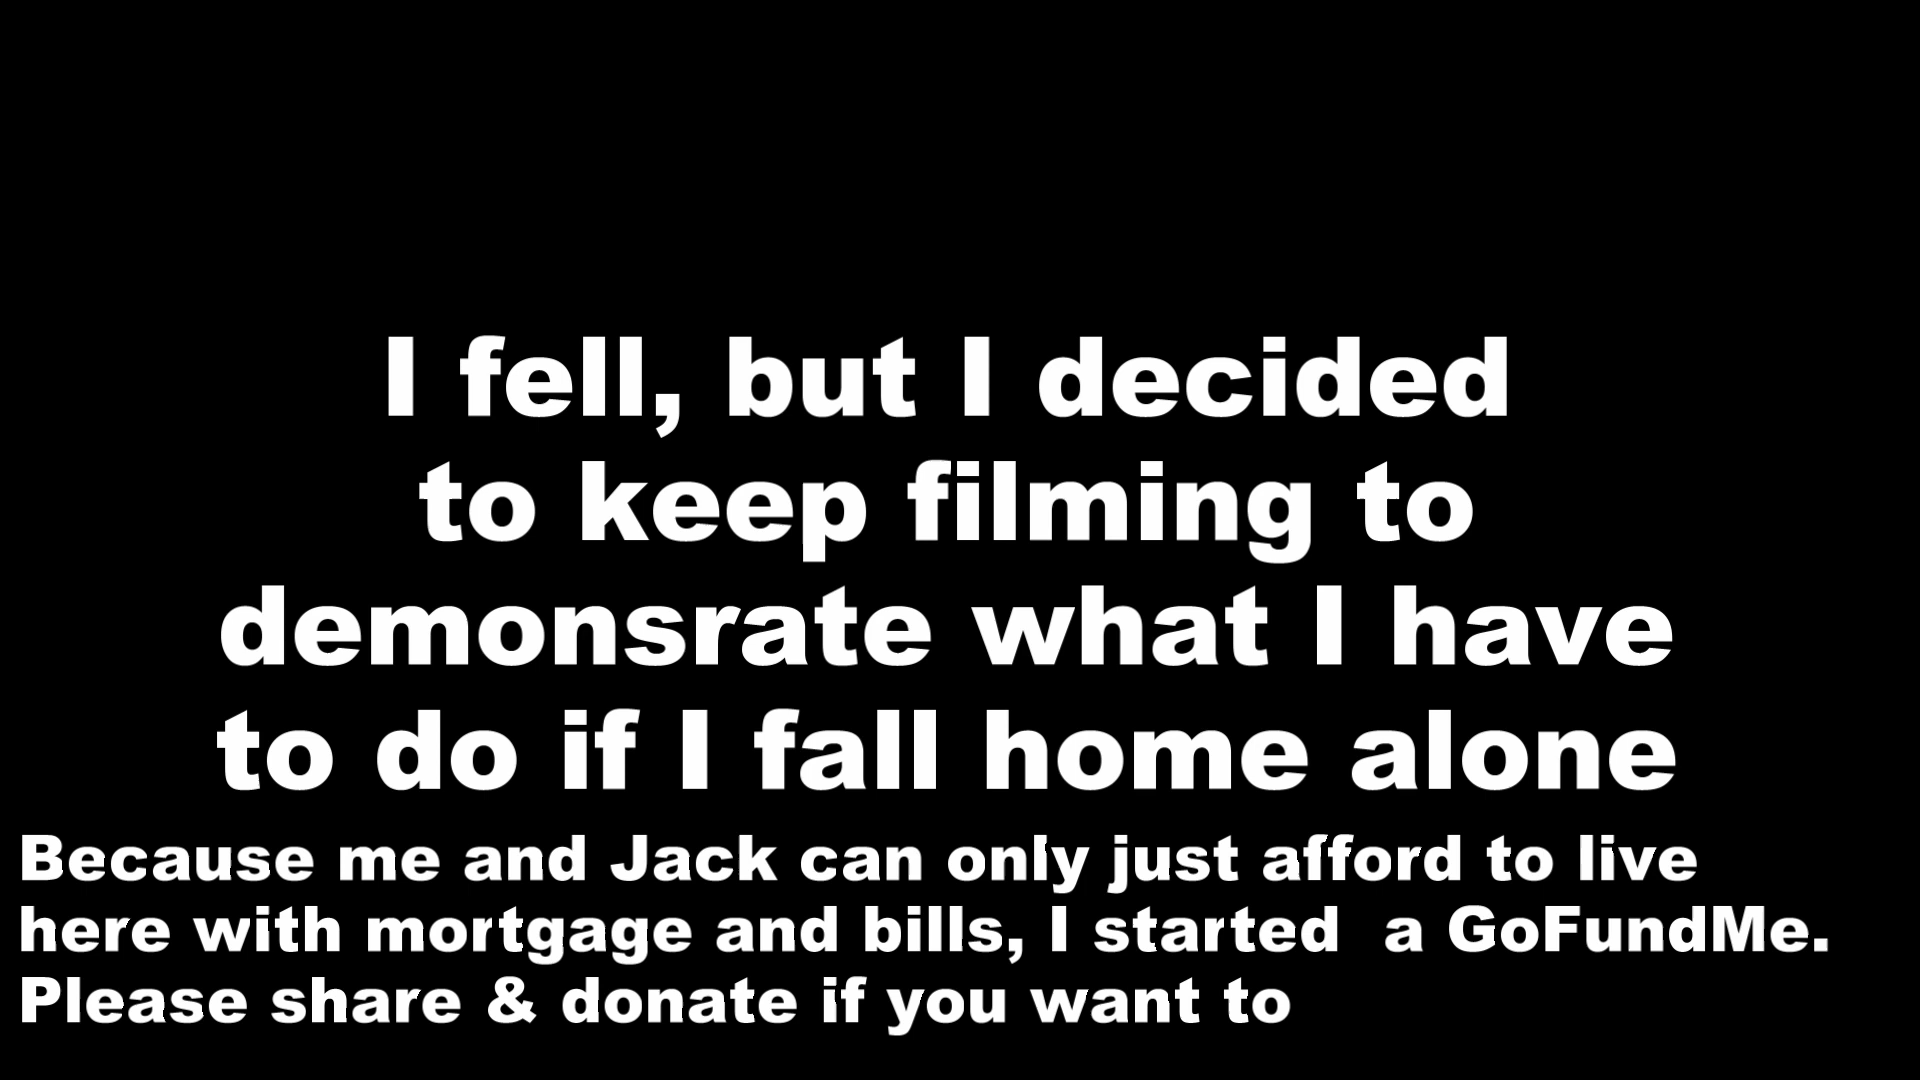 I fell, but I decided
to keep filming to
demonsrate what I have
to do if I fall home alone
Because me and Jack can only just afford to live
here with mortgage and bills, I started  a GoFundMe.
Please share & donate if you want to